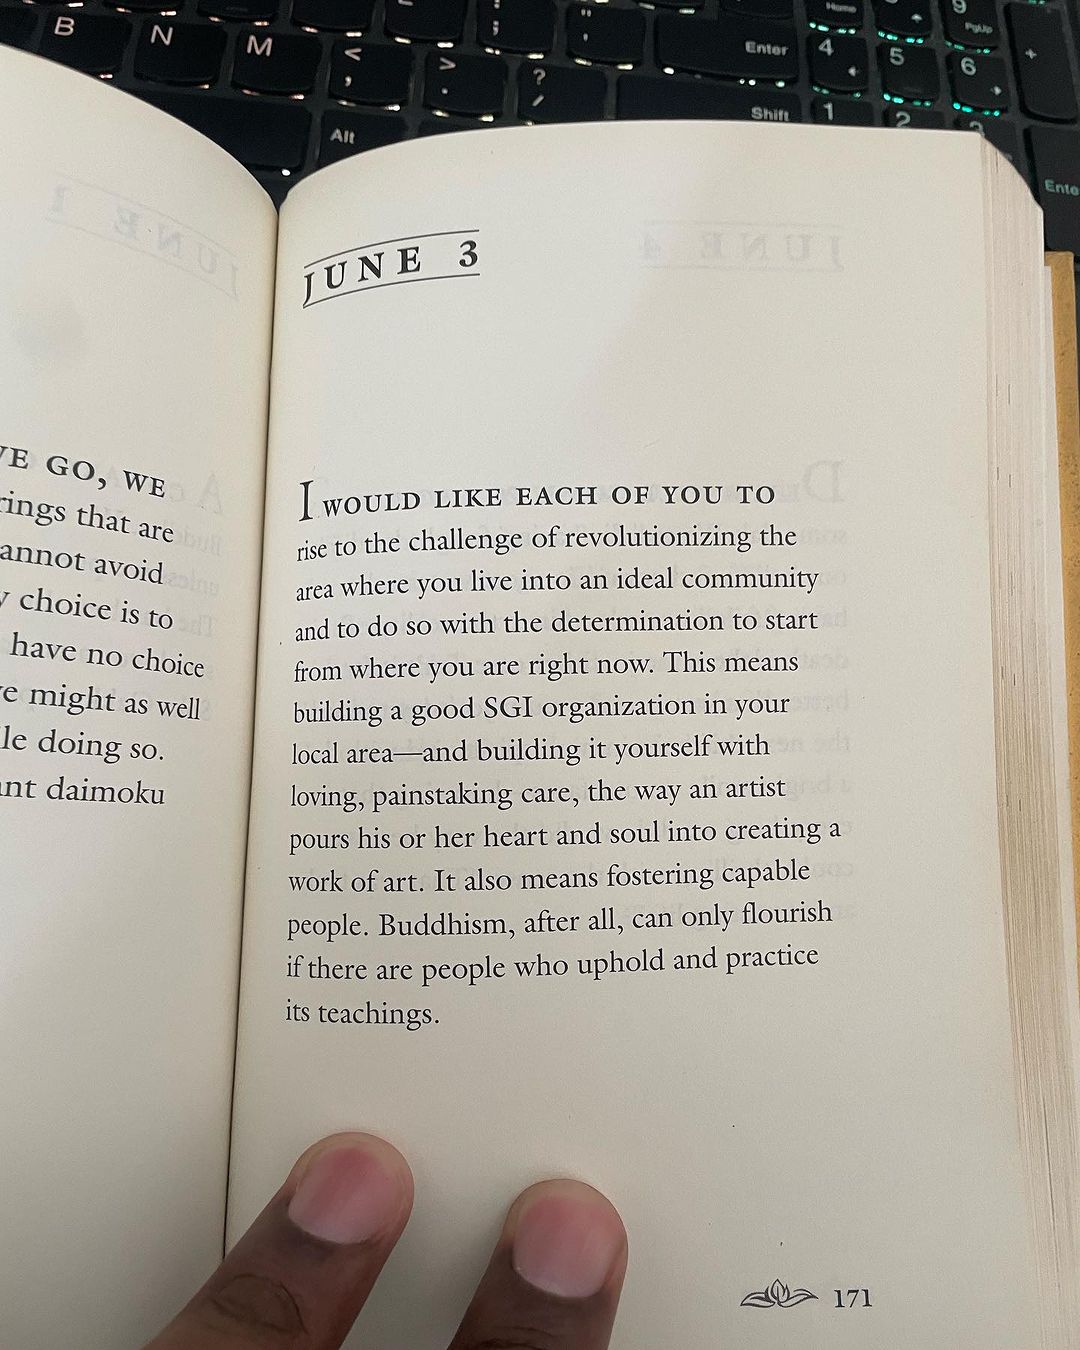 B N M < , > . ? / : ; " ' Enter Home 4 5 6 9 PgUp +
Alt Shift 1 2 3
JUNE 1
GO, WE
that are
avoid
choice is to
have no choice
might as well
doing so.
daimoku
JUNE 3
JUNE 4
I WOULD LIKE EACH OF YOU TO
rise to the challenge of revolutionizing the
area where you live into an ideal community
and to do so with the determination to start
from where you are right now. This means
building a good SGI organization in your
local area—and building it yourself with
loving, painstaking care, the way an artist
pours his or her heart and soul into creating a
work of art. It also means fostering capable
people. Buddhism, after all, can only flourish
if there are people who uphold and practice
its teachings.
171